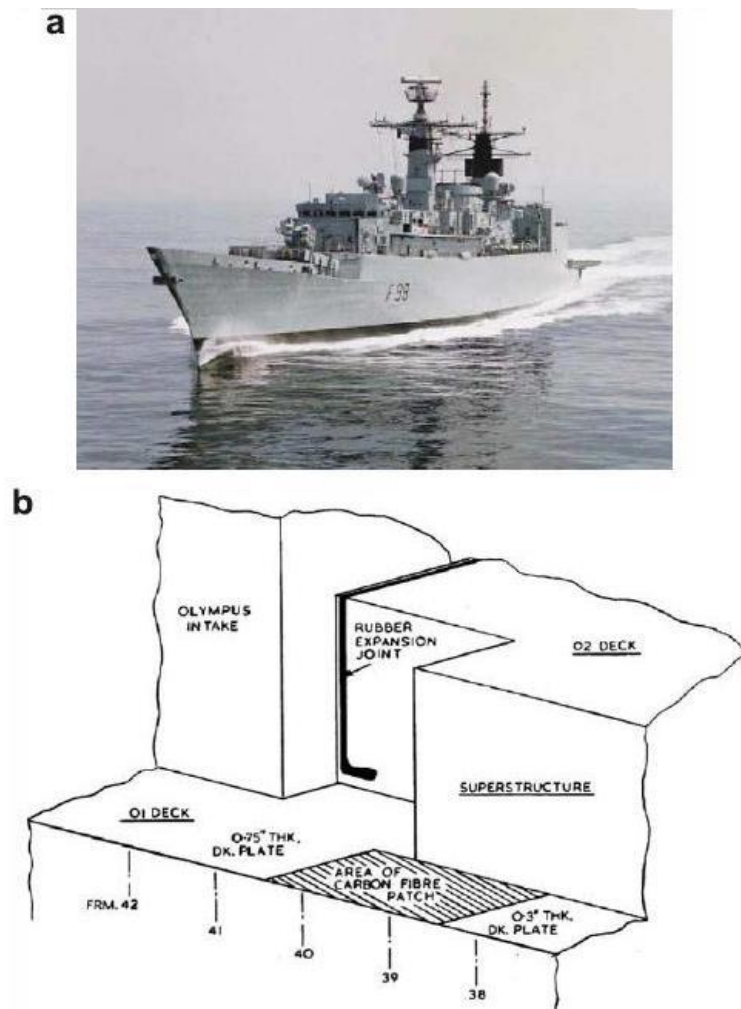 a
F
b
OLYMPUS
INTAKE
RUBBER
EXPANSION
JOINT
O2 DECK
SUPERSTRUCTURE
O1 DECK
0·75" THK.
DK. PLATE
AREA OF
CARBON FIBRE
PATCH
0·3" THK.
DK. PLATE
FRM. 42
41
40
39
38